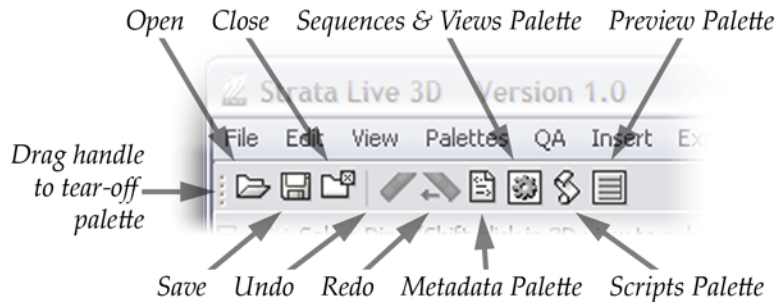 Open Close Sequences & Views Palette Preview Palette
Strata Live 3D Version 1.0
File Edit View Palettes QA Insert Ex
Drag handle
to tear-off
palette
Save Undo Redo Metadata Palette Scripts Palette